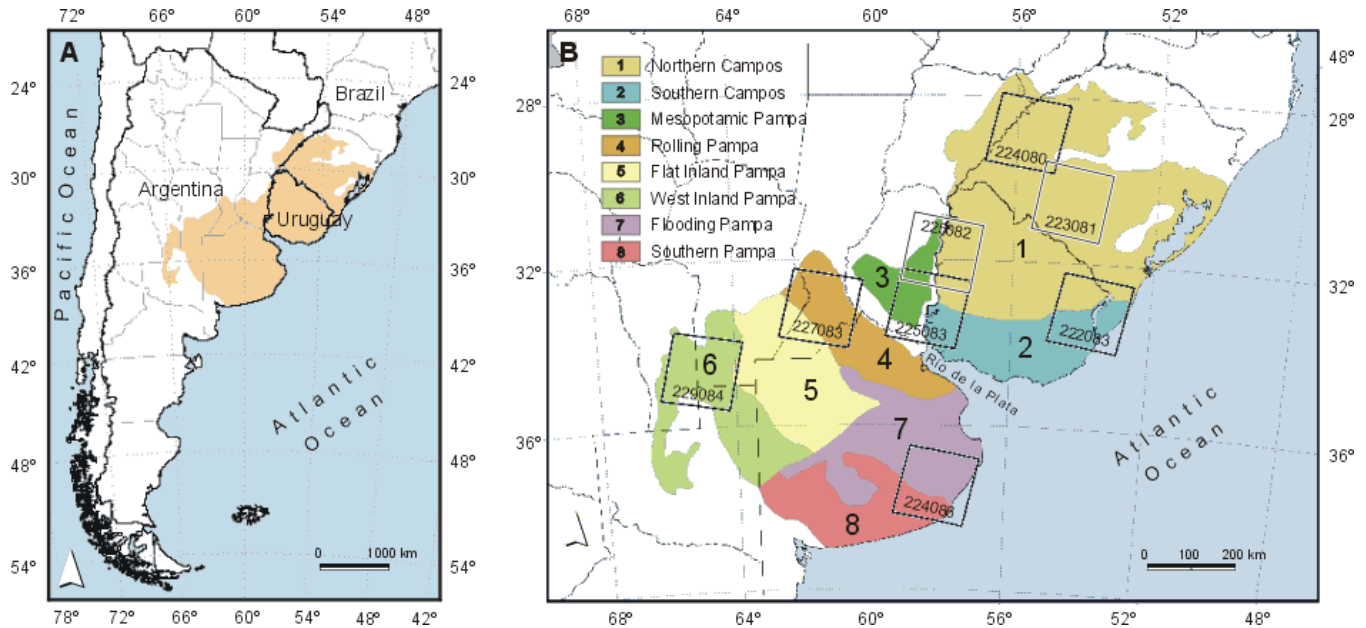 72° 66° 60° 54° 48°
A
24°
30°
36°
42°
48°
54°
24°
30°
36°
42°
48°
54°
Pacific Ocean
Brazil
Argentina
Uruguay
Atlantic
Ocean
0 1000 km
78° 72° 66° 60° 54° 48° 40°
68° 64° 60° 56° 52°
B
1 Northern Campos
2 Southern Campos
3 Mesopotamic Pampa
4 Rolling Pampa
5 Flat Inland Pampa
6 West Inland Pampa
7 Flooding Pampa
8 Southern Pampa
28°
32°
36°
48°
28°
32°
36°
224080
223081
225082
1
3
227083
225083
222083
2
6
4
Río de la Plata
229084
5
7
Atlantic
Ocean
8
0 100 200 km
68° 64° 60° 56° 52° 48°